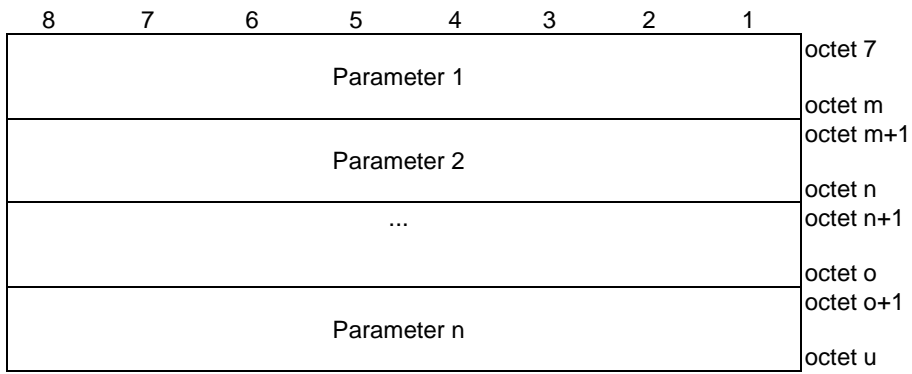 8 7 6 5 4 3 2 1
octet 7
Parameter 1
octet m
octet m+1
Parameter 2
octet n
... octet n+1
octet o
octet o+1
Parameter n
octet u